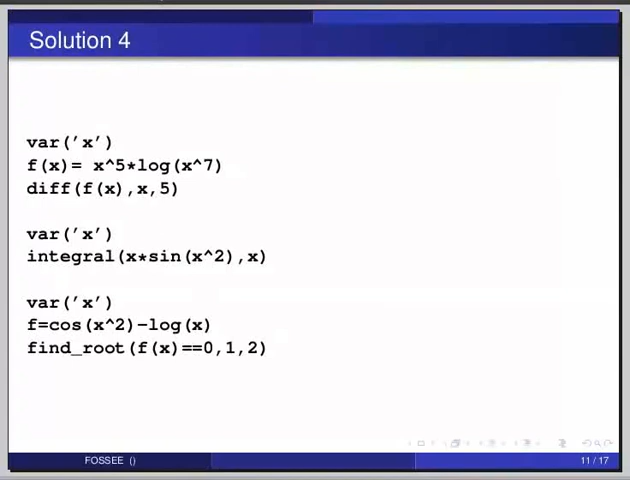 Solution 4
var('x')
f(x)= x^5*log(x^7)
diff(f(x),x,5)
var('x')
integral(x*sin(x^2),x)
var('x')
f=cos(x^2)-log(x)
find_root(f(x)==0,1,2)
FOSSEE ()
11 / 17